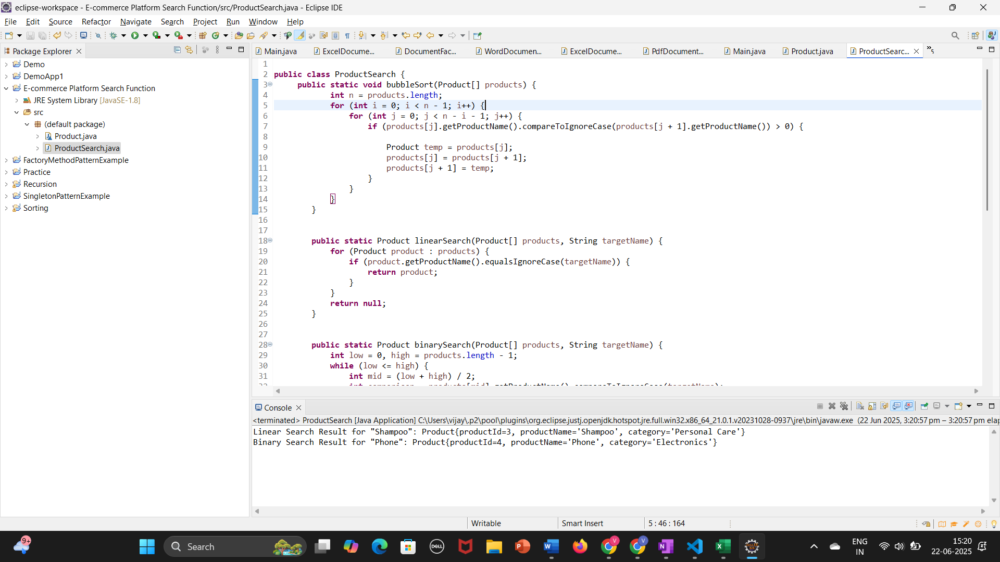 eclipse-workspace - E-commerce Platform Search Function/src/ProductSearch.java - Eclipse IDE
File Edit Source Refactor Navigate Search Project Run Window Help
Package Explorer
Demo
DemoApp1
E-commerce Platform Search Function
JRE System Library [JavaSE-1.8]
src
(default package)
Product.java
ProductSearch.java
FactoryMethodPatternExample
Practice
Recursion
SingletonPatternExample
Sorting
Main.java ExcelDocume... DocumentFac... WordDocumen... ExcelDocume... PdfDocument... Main.java Product.java ProductSearc... »5
1
2 public class ProductSearch {
3 public static void bubbleSort(Product[] products) {
4 int n = products.length;
5 for (int i = 0; i < n - 1; i++) {
6 for (int j = 0; j < n - i - 1; j++) {
7 if (products[j].getProductName().compareToIgnoreCase(products[j + 1].getProductName()) > 0) {
8
9 Product temp = products[j];
10 products[j] = products[j + 1];
11 products[j + 1] = temp;
12 }
13 }
14 }
15 }
16
17
18 public static Product linearSearch(Product[] products, String targetName) {
19 for (Product product : products) {
20 if (product.getProductName().equalsIgnoreCase(targetName)) {
21 return product;
22 }
23 }
24 return null;
25 }
26
27
28 public static Product binarySearch(Product[] products, String targetName) {
29 int low = 0, high = products.length - 1;
30 while (low <= high) {
31 int mid = (low + high) / 2;
Console
<terminated> ProductSearch [Java Application] C:\Users\vijay\.p2\pool\plugins\org.eclipse.justj.openjdk.hotspot.jre.full.win32.x86_64_21.0.1.v20231028-0937\jre\bin\javaw.exe (22 Jun 2025, 3:20:57 pm – 3:20:57 pm elap
Linear Search Result for "Shampoo": Product{productId=3, productName='Shampoo', category='Personal Care'}
Binary Search Result for "Phone": Product{productId=4, productName='Phone', category='Electronics'}
Writable Smart Insert 5 : 46 : 164
9+
Search
DELL
V
V
ENG
IN
15:20
22-06-2025